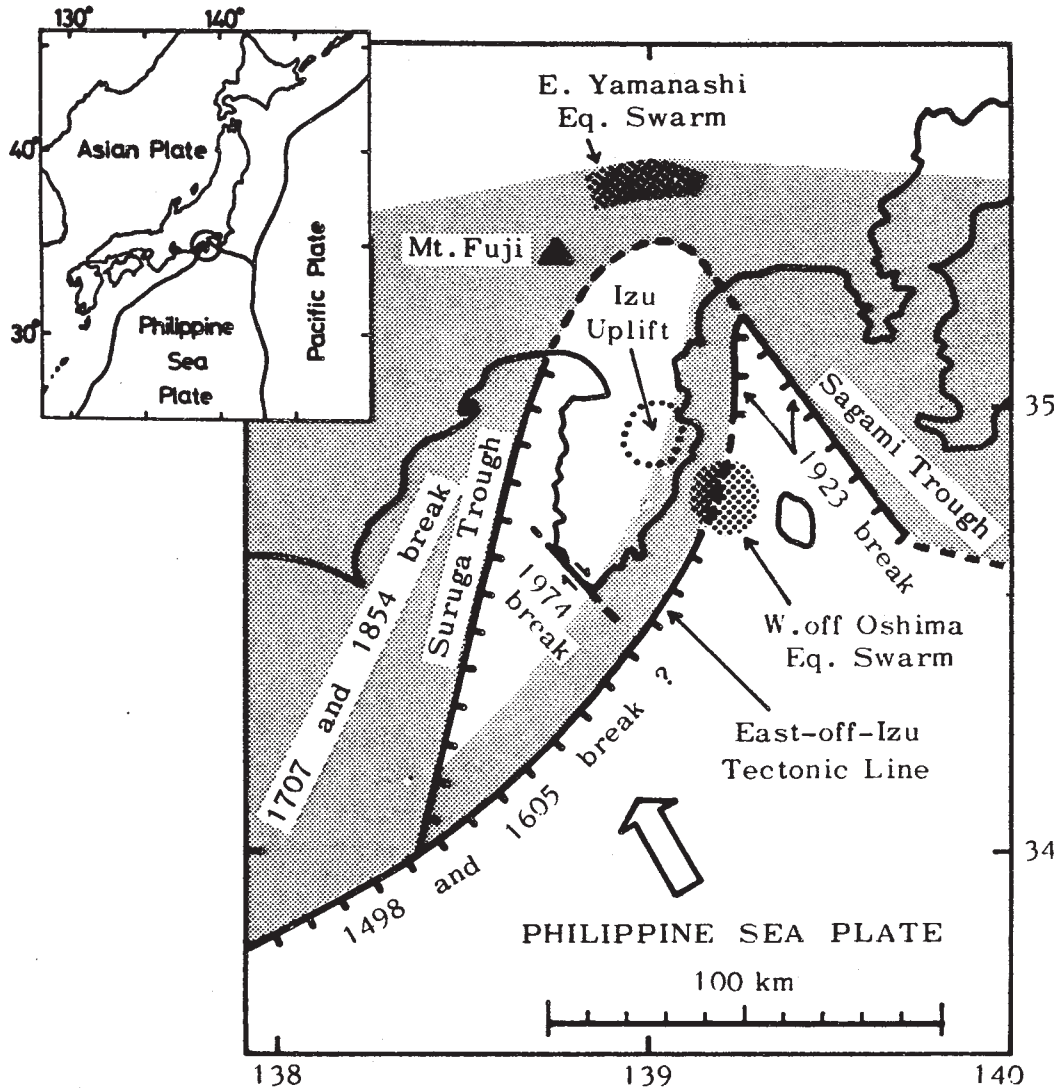 130°
140°
40°
30°
Asian Plate
Pacific Plate
Philippine
Sea
Plate
E. Yamanashi
Eq. Swarm
Mt.Fuji
Izu
Uplift
Sagami Trough
1923 break
Suruga Trough
1707 and 1854 break
1974
break
W.off Oshima
Eq. Swarm
East-off-Izu
Tectonic Line
1498 and 1605 break ?
PHILIPPINE SEA PLATE
100 km
35
34
138
139
140